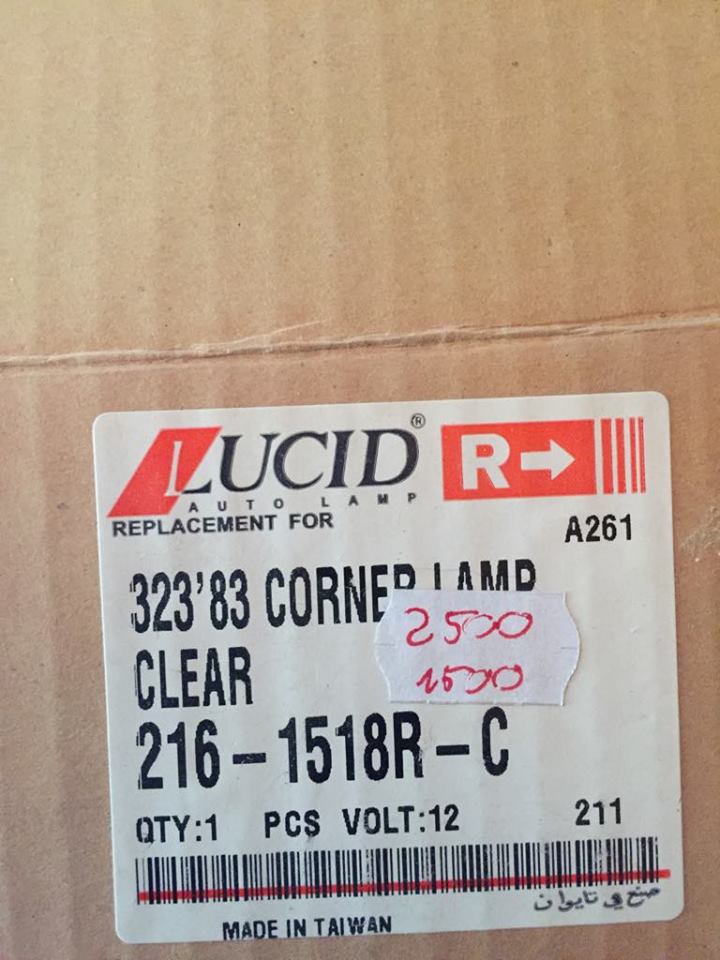 LUCID®
AUTO LAMP
R→
REPLACEMENT FOR
A261
323'83 CORNER LAMP
2500
1500
CLEAR
216-1518R-C
QTY:1 PCS VOLT:12
211
صنع في تايوان
MADE IN TAIWAN